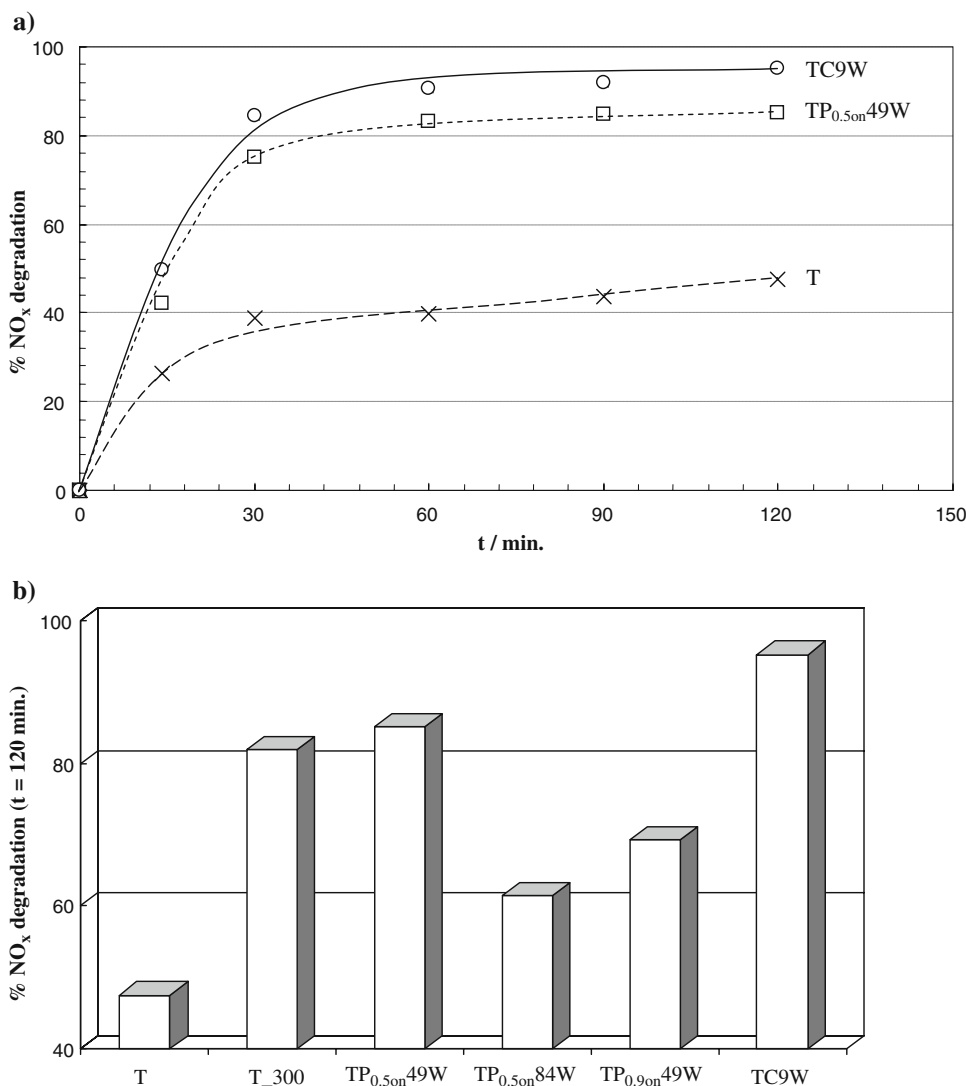 a)
100
80
60
40
20
0
% NOx degradation
TC9W
TP0.5on49W
T
0 30 60 90 120 150
t / min.
b)
100
80
60
40
% NOx degradation (t = 120 min.)
T T_300 TP0.5on49W TP0.5on84W TP0.9on49W TC9W